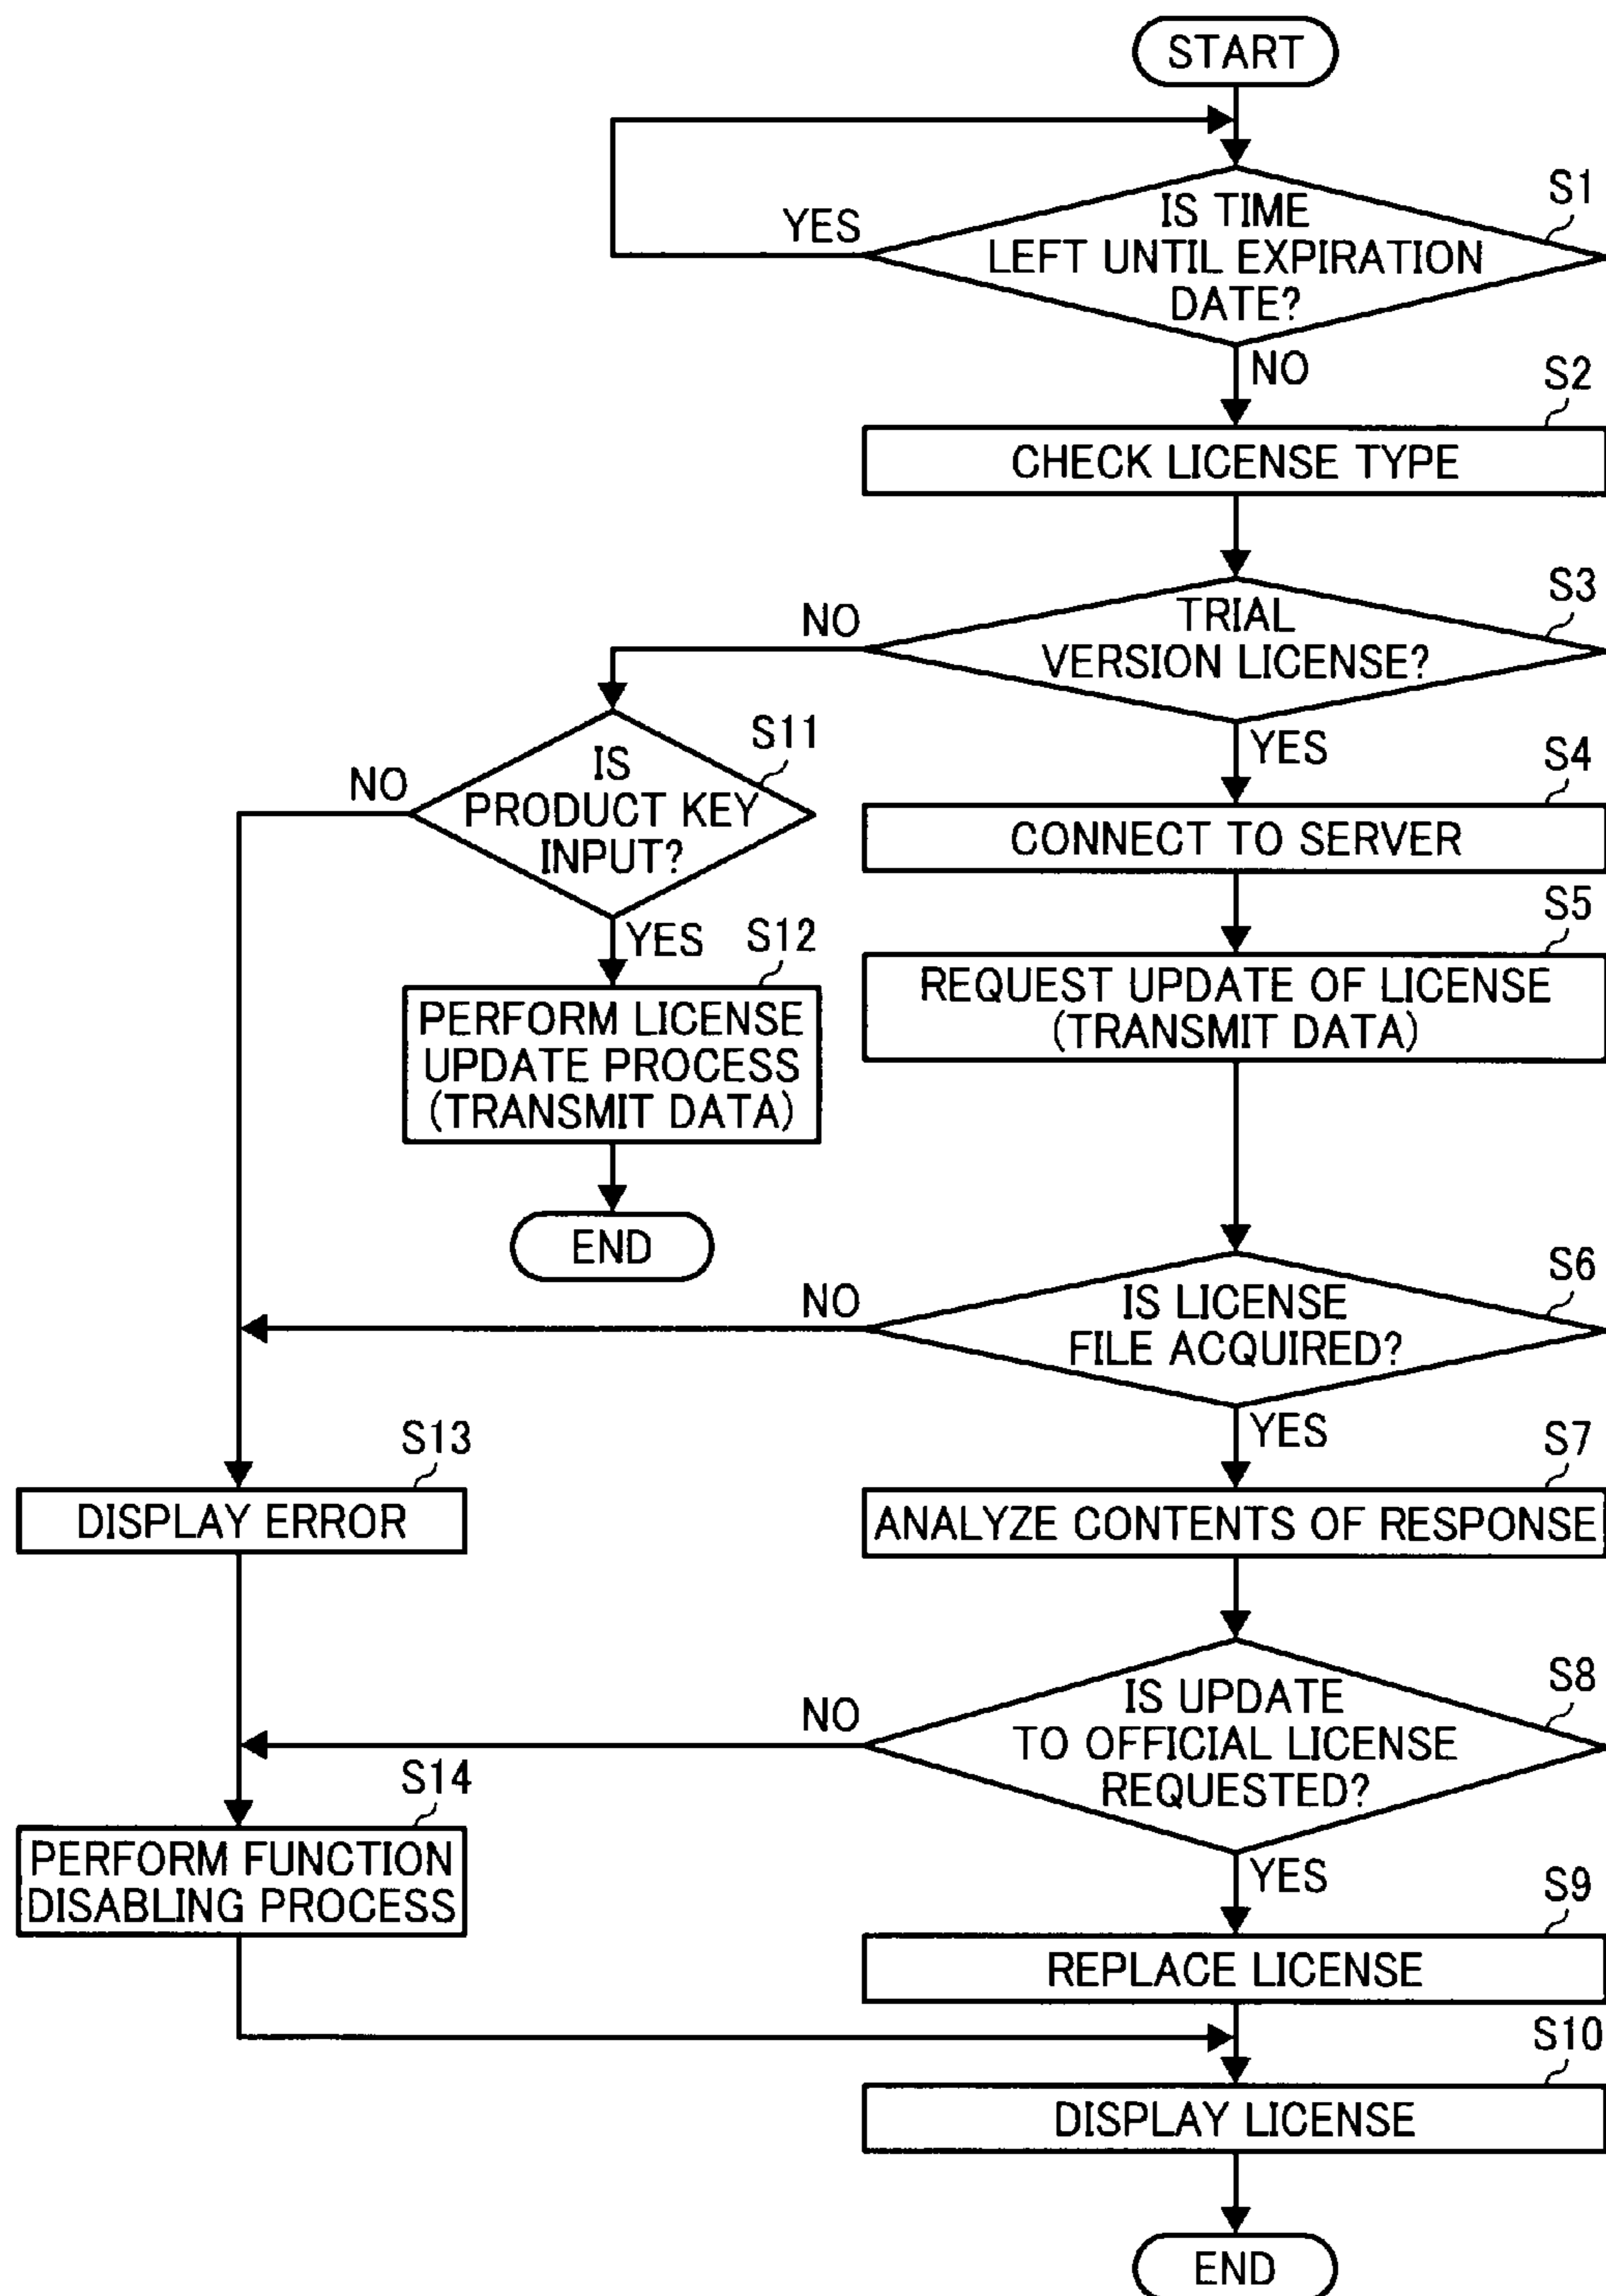 START
S1
IS TIME
LEFT UNTIL EXPIRATION
DATE?
YES
NO
S2
CHECK LICENSE TYPE
S3
TRIAL
VERSION LICENSE?
NO
YES
S11
IS
PRODUCT KEY
INPUT?
NO
YES
S4
CONNECT TO SERVER
S5
REQUEST UPDATE OF LICENSE
(TRANSMIT DATA)
S12
PERFORM LICENSE
UPDATE PROCESS
(TRANSMIT DATA)
END
S6
IS LICENSE
FILE ACQUIRED?
NO
YES
S13
DISPLAY ERROR
S7
ANALYZE CONTENTS OF RESPONSE
S8
IS UPDATE
TO OFFICIAL LICENSE
REQUESTED?
NO
YES
S14
PERFORM FUNCTION
DISABLING PROCESS
S9
REPLACE LICENSE
S10
DISPLAY LICENSE
END